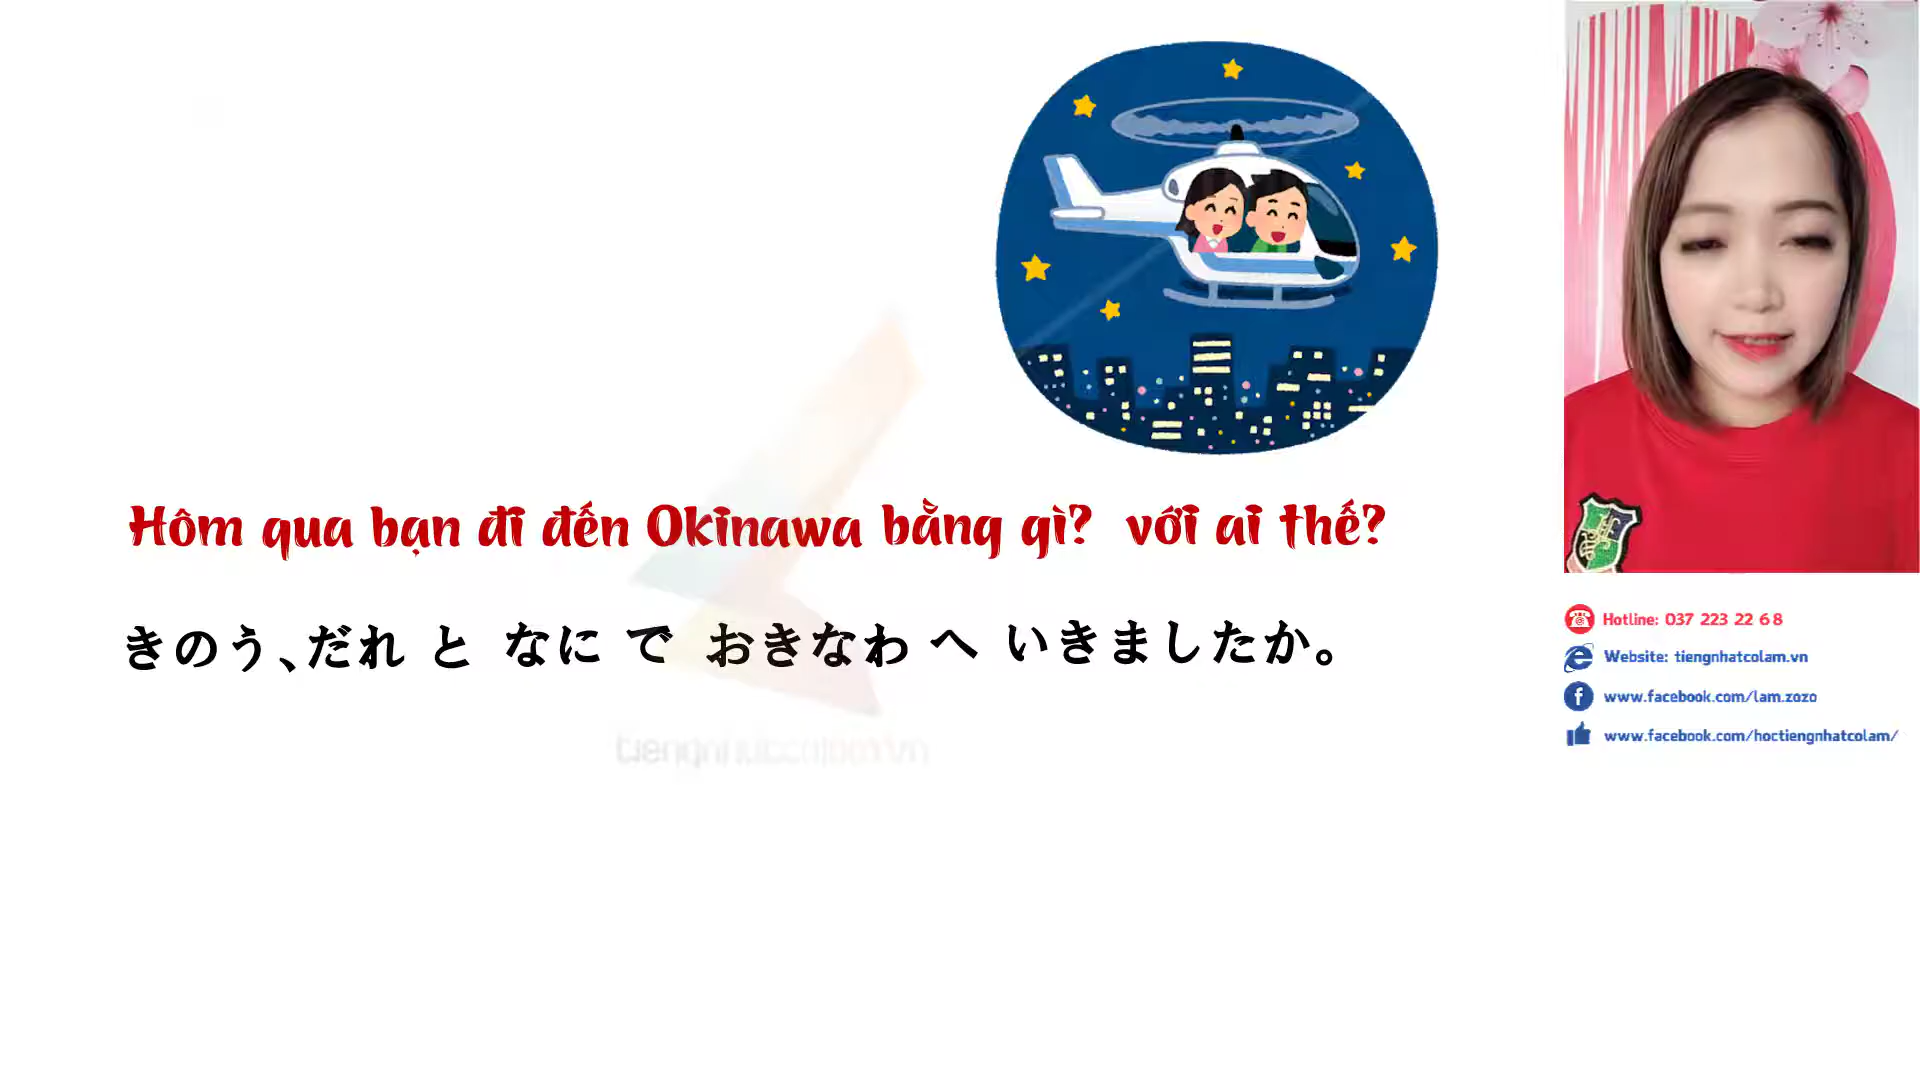 Hôm qua bạn đi đến Okinawa bằng gì? với ai thế?
きのう、だれ と なに で おきなわ へ いきましたか。
tiengnhatcolam.vn
Hotline: 037 223 22 68
Website: tiengnhatcolam.vn
www.facebook.com/lam.zozo
www.facebook.com/hoctiengnhatcolam/